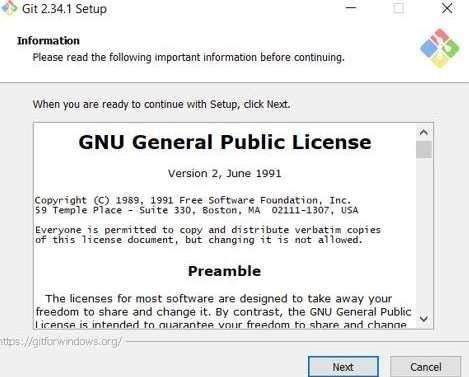 Git 2.34.1 Setup
Information
Please read the following important information before continuing.
When you are ready to continue with Setup, click Next.
GNU General Public License
Version 2, June 1991
Copyright (C) 1989, 1991 Free Software Foundation, Inc.
59 Temple Place - Suite 330, Boston, MA  02111-1307, USA
Everyone is permitted to copy and distribute verbatim copies
of this license document, but changing it is not allowed.
Preamble
The licenses for most software are designed to take away your
freedom to share and change it. By contrast, the GNU General Public
License is intended to guarantee your freedom to share and change
ttps://gitforwindows.org/
Next
Cancel